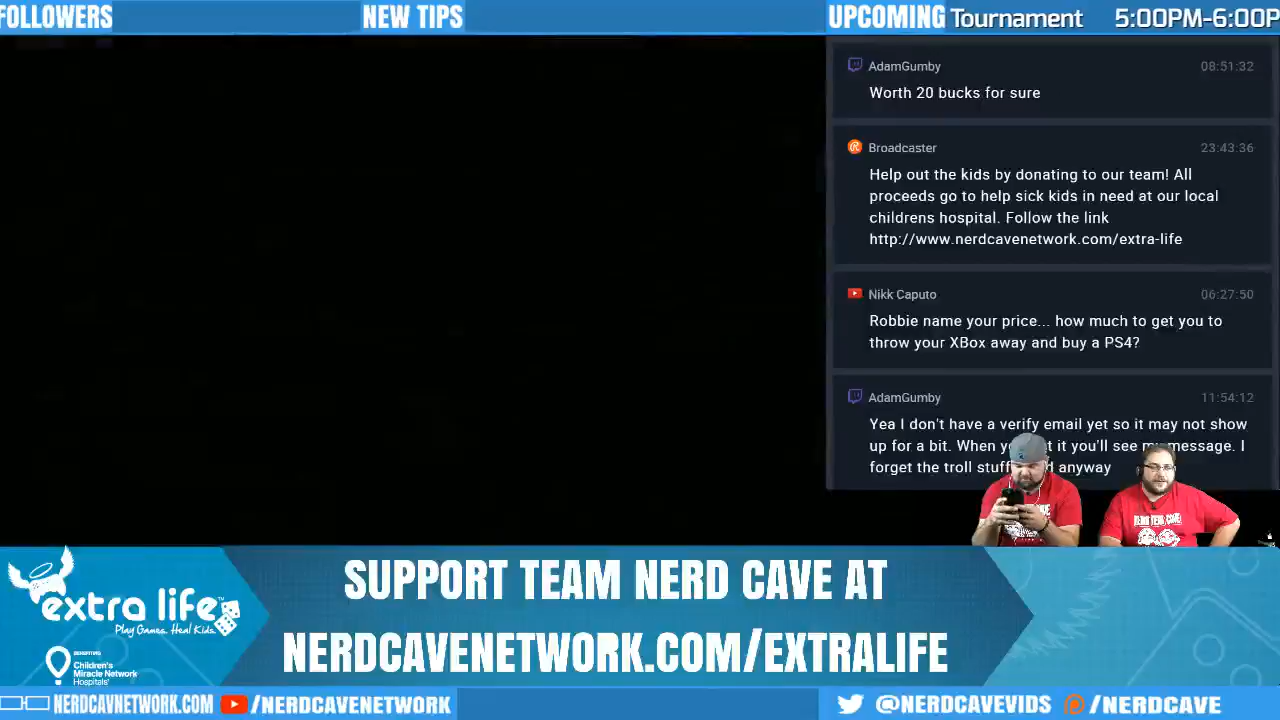 FOLLOWERS
NEW TIPS
UPCOMING Tournament 5:00PM-6:00P
AdamGumby 08:51:32
Worth 20 bucks for sure
Broadcaster 23:43:36
Help out the kids by donating to our team! All
proceeds go to help sick kids in need at our local
childrens hospital. Follow the link
http://www.nerdcavenetwork.com/extra-life
Nikk Caputo 06:27:50
Robbie name your price... how much to get you to
throw your XBox away and buy a PS4?
AdamGumby 11:54:12
Yea I don't have a verify email yet so it may not show
up for a bit. When it you'll see message. I
forget the troll stuff anyway
extra life
Play Games. Heal Kids.
BENEFITING
Children's
Miracle Network
Hospitals
SUPPORT TEAM NERD CAVE AT
NERDCAVENETWORK.COM/EXTRALIFE
NERDCAVNETWORK.COM
/NERDCAVENETWORK
@NERDCAVEVIDS
/NERDCAVE